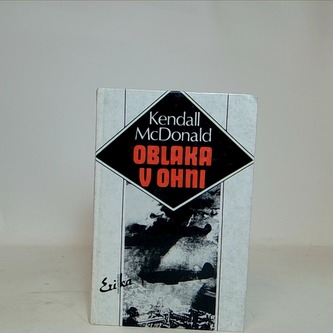 Kendall
McDonald
OBLAKA
V OHNI
Erika